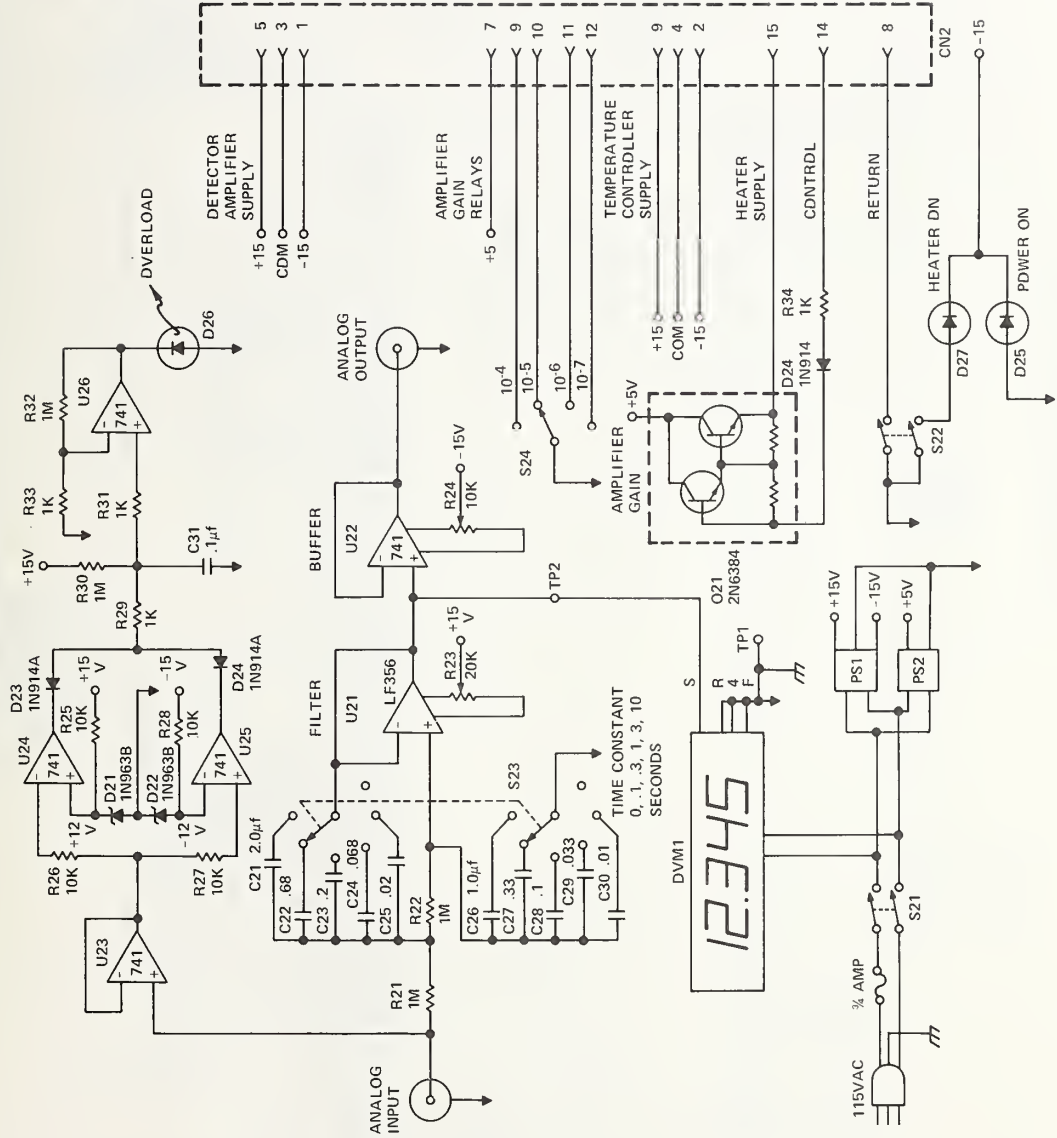 5
3
1
7
9
10
11
12
9
4
2
15
14
8
CN2
-15
DETECTOR
AMPLIFIER
SUPPLY
+15
CDM
-15
AMPLIFIER
GAIN
RELAYS
+5
TEMPERATURE
CONTRDLLER
SUPPLY
+15
COM
-15
HEATER
SUPPLY
CDNTRDL
RETURN
HEATER DN
PDWER ON
D27
D25
S22
R34
1K
D24
1N914
DVERLOAD
D26
R32
1M
U26
741
-
+
R33
1K
R31
1K
+15V
R30
1M
C31
.1µf
R29
1K
D23
1N914A
D24
1N914A
R25
10K
+15
V
-15
V
R28
10K
U24
741
-
+
U25
741
-
+
D21
1N963B
D22
1N963B
+12
V
-12
V
R26
10K
R27
10K
U23
741
-
+
ANALOG
OUTPUT
10-4
10-5
10-6
10-7
S24
AMPLIFIER
GAIN
+5V
O21
2N6384
BUFFER
U22
741
-
+
-15V
R24
10K
TP2
FILTER
U21
LF356
-
+
+15
V
R23
20K
S23
TIME CONSTANT
0, .1, .3, 1, 3, 10
SECONDS
C21 2.0µf
C22 .68
C23 .2
C24 .068
C25 .02
R22
1M
C26 1.0µf
C27 .33
C28 .1
C29 .033
C30 .01
R21
1M
ANALOG
INPUT
DVM1
12.345
S
R
4
F
TP1
+15V
-15V
+5V
PS1
PS2
S21
¾ AMP
115VAC